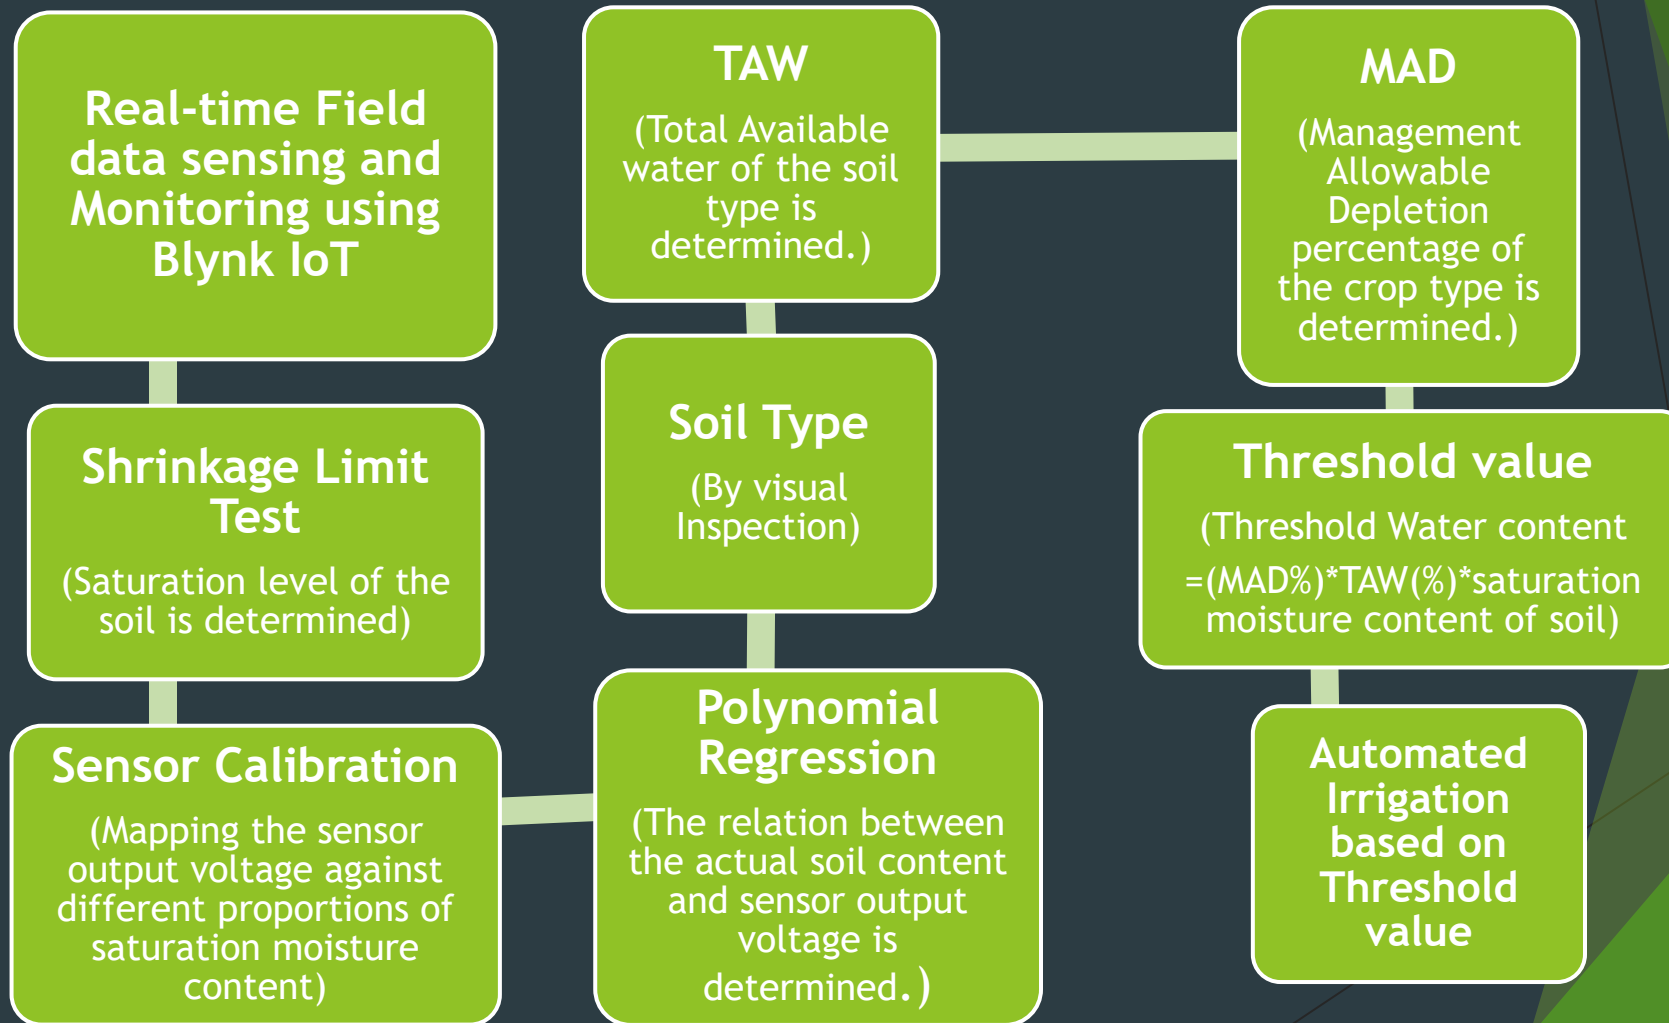 Real-time Field
data sensing and
Monitoring using
Blynk IoT
Shrinkage Limit
Test
(Saturation level of the
soil is determined)
Sensor Calibration
(Mapping the sensor
output voltage against
different proportions of
saturation moisture
content)
Polynomial
Regression
(The relation between
the actual soil content
and sensor output
voltage is
determined.)
Soil Type
(By visual
Inspection)
TAW
(Total Available
water of the soil
type is
determined.)
MAD
(Management
Allowable
Depletion
percentage of
the crop type is
determined.)
Threshold value
(Threshold Water content
=(MAD%)*TAW(%)*saturation
moisture content of soil)
Automated
Irrigation
based on
Threshold
value